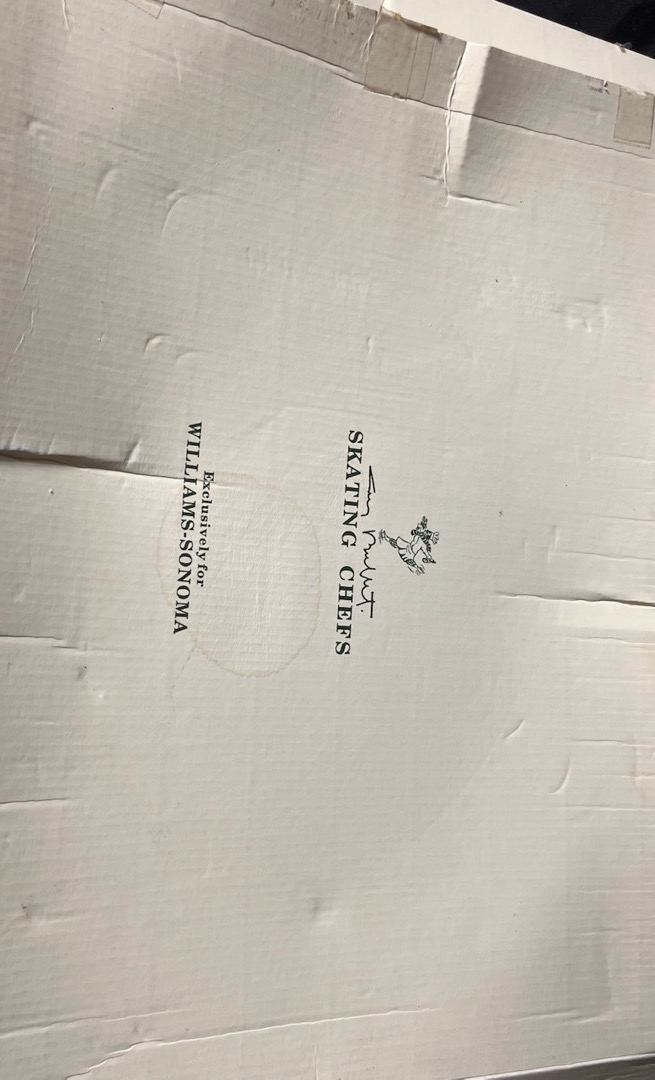 SKATING CHEFS
Exclusively for
WILLIAMS-SONOMA